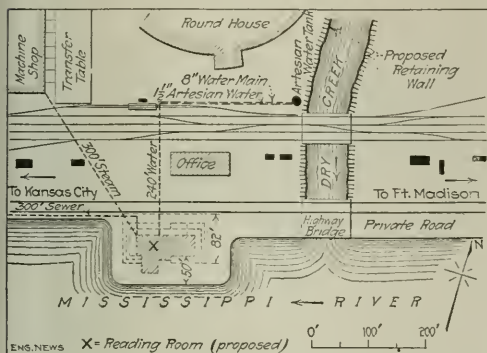 Round House
Machine
Shop
Transfer
Table
8" Water Main
1½" Artesian Water
Artesian
Water Tank
CREEK
Proposed
Retaining
Wall
300' Steam
240' Water
Office
DRY
To Kansas City
To Ft. Madison
300' Sewer
82'
X
50'
Highway
Bridge
Private Road
N
MISSISSIPPI RIVER
0' 100' 200'
ENG. NEWS
X = Reading Room (proposed)